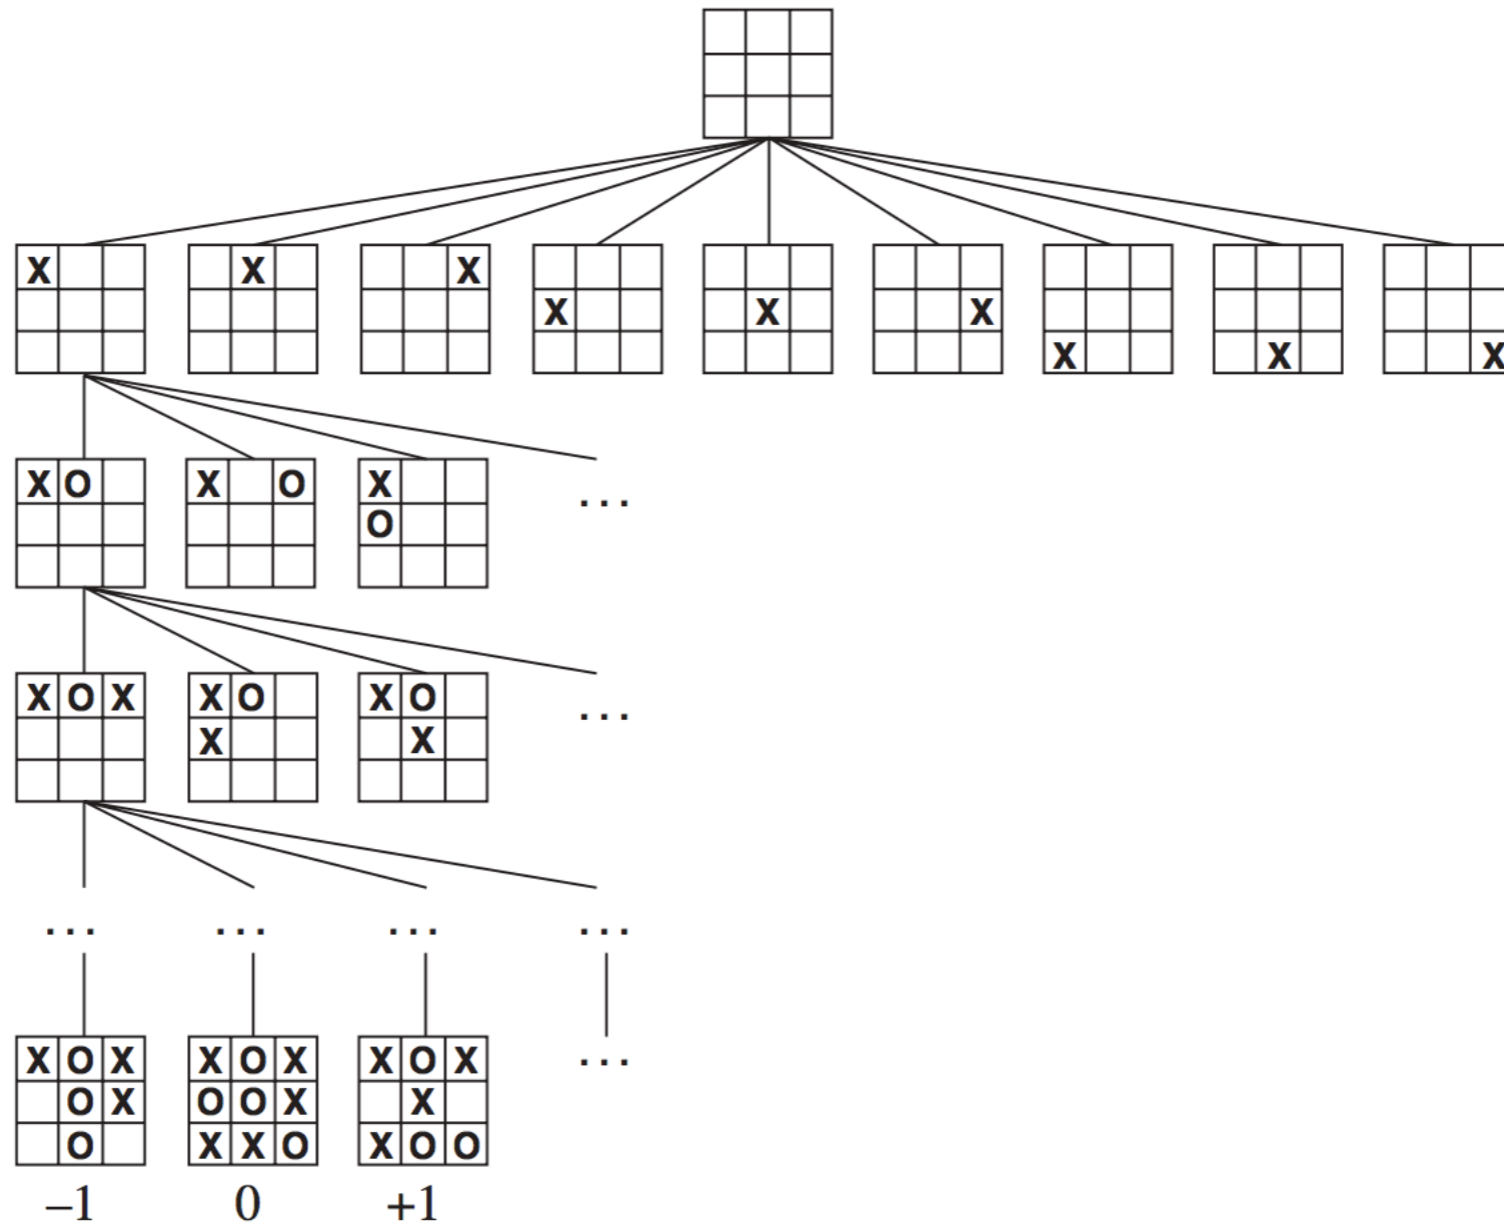 X X X
X X X
X X X
X O X O X
O
...
X O X X O X O
X X
...
... ... ... ...
X O X X O X X O X
...
O X O O X X
O X X O X O O
–1 0 +1